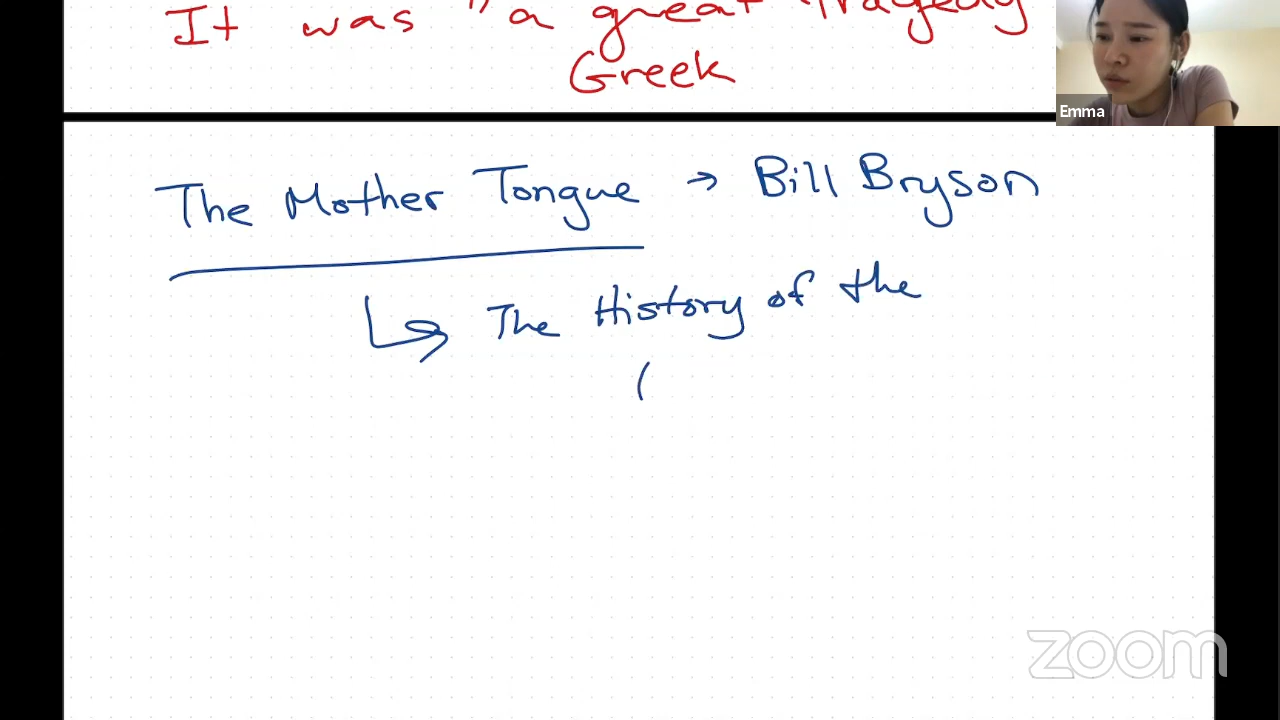 It was "a great tragedy
Greek
Emma
The Mother Tongue → Bill Bryson
↳ The History of the
(
zoom